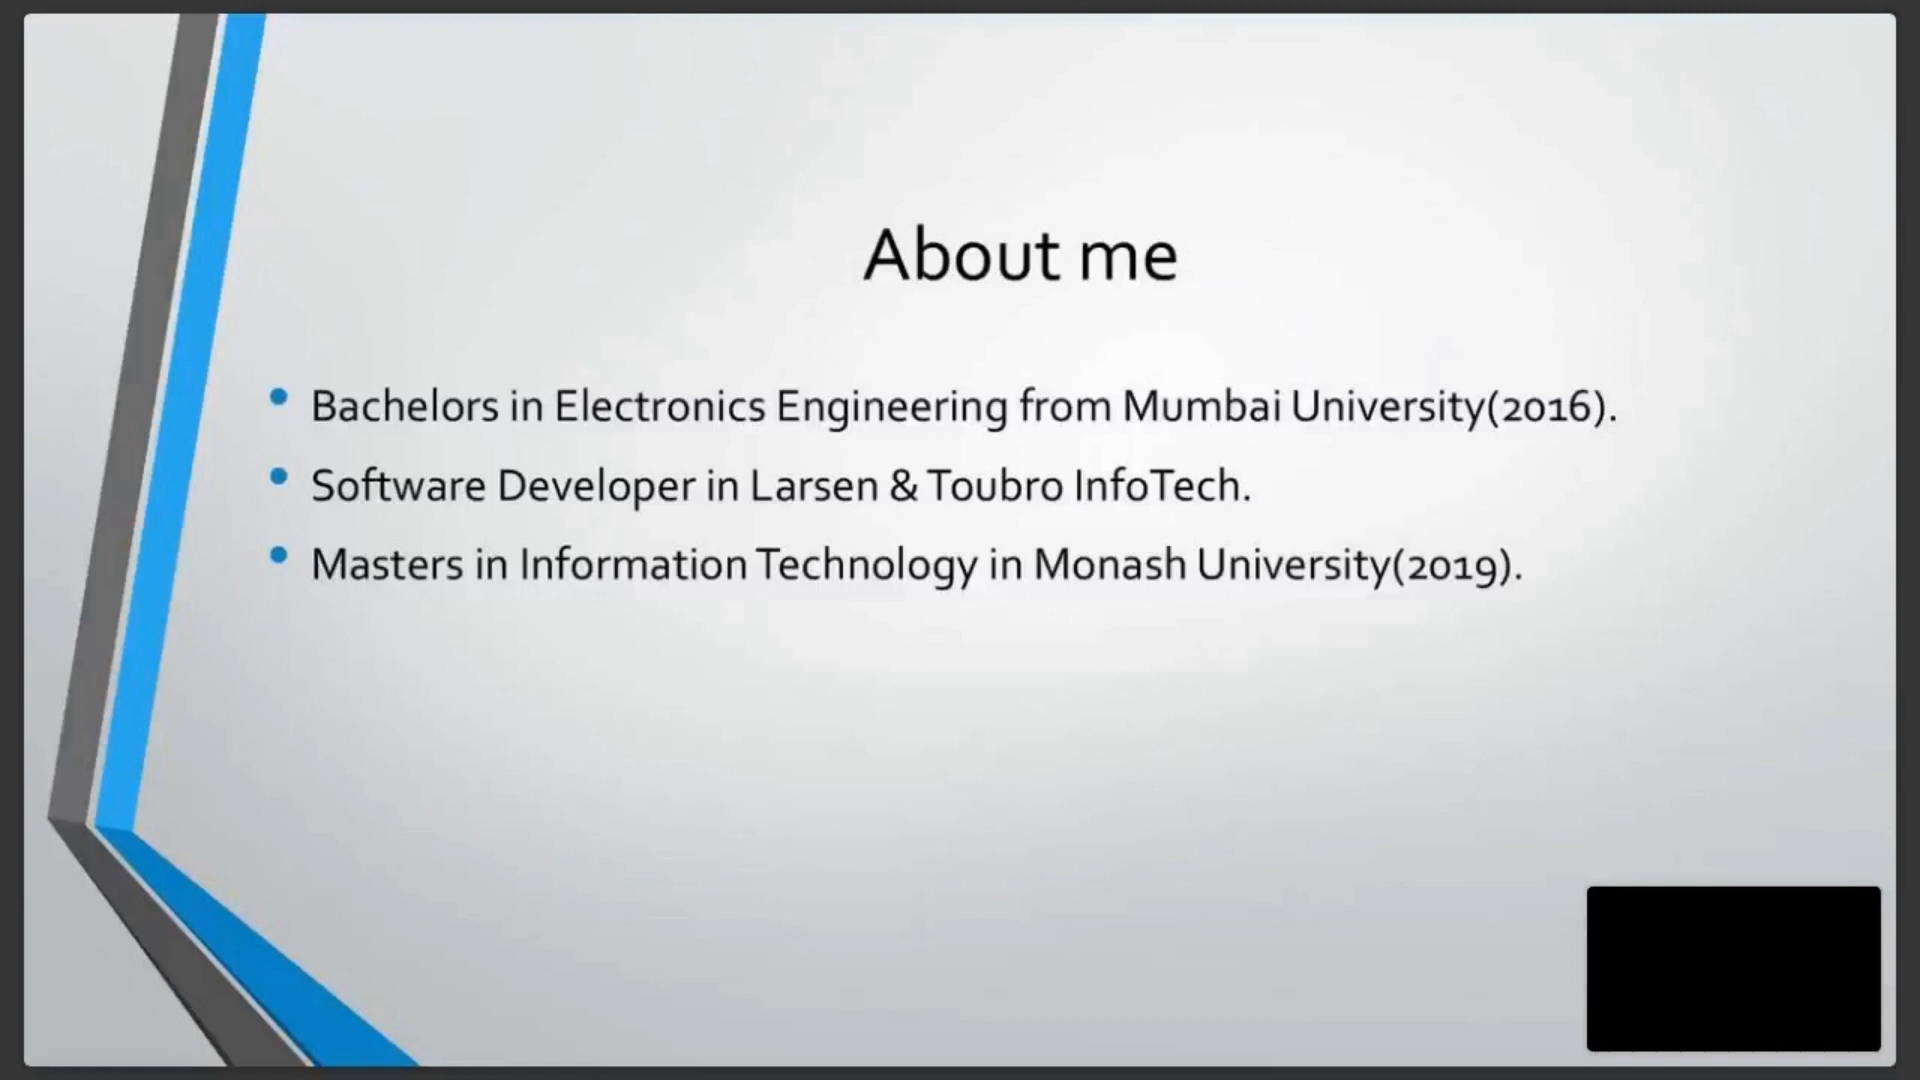 About me
Bachelors in Electronics Engineering from Mumbai University(2016).
Software Developer in Larsen & Toubro InfoTech.
Masters in Information Technology in Monash University(2019).